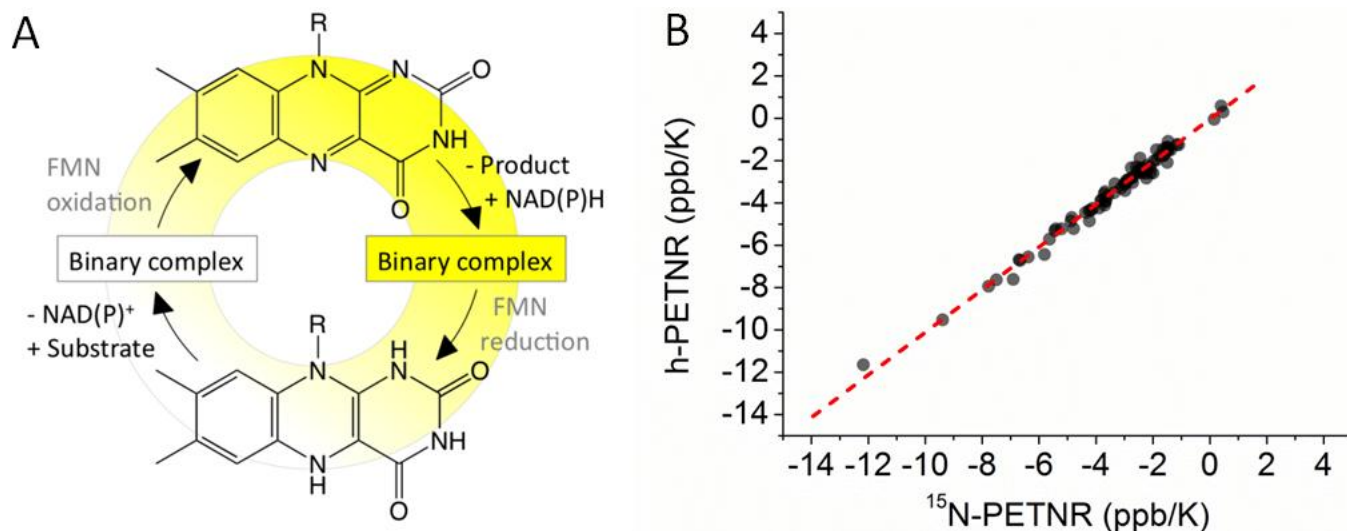 A
R
N
N
O
NH
N
O
- Product
+ NAD(P)H
FMN
oxidation
Binary complex
Binary complex
- NAD(P)⁺
+ Substrate
FMN
reduction
R
H
N
N
O
NH
N
H
O
B
4
2
0
-2
-4
-6
-8
-10
-12
-14
h-PETNR (ppb/K)
-14 -12 -10 -8 -6 -4 -2 0 2 4
¹⁵N-PETNR (ppb/K)